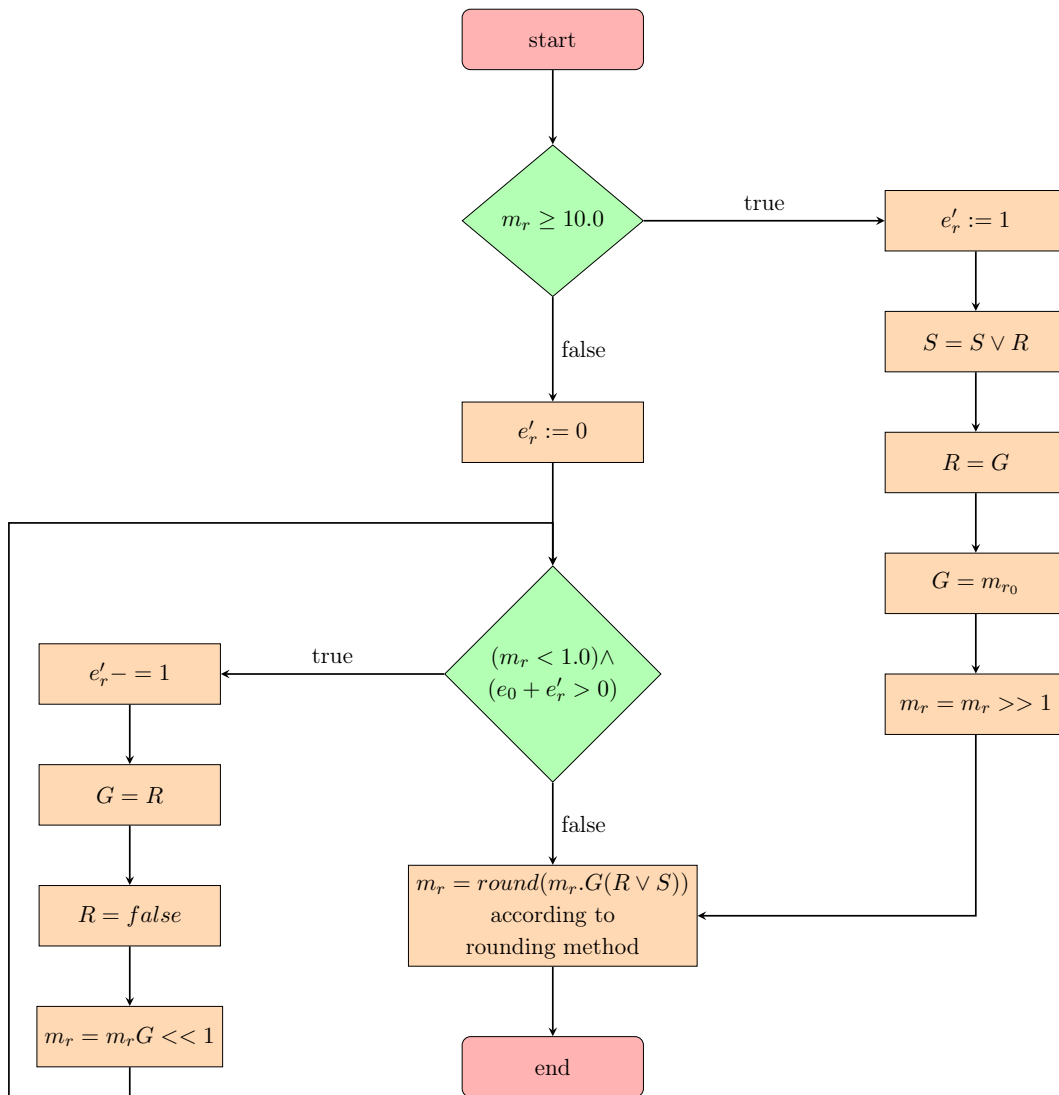 start
m_r ≥ 10.0
true
e'_r := 1
false
S = S ∨ R
e'_r := 0
R = G
G = m_{r_0}
(m_r < 1.0)∧
(e_0 + e'_r > 0)
true
e'_r − = 1
m_r = m_r >> 1
G = R
false
R = false
m_r = round(m_r.G(R ∨ S))
according to
rounding method
m_r = m_r G << 1
end